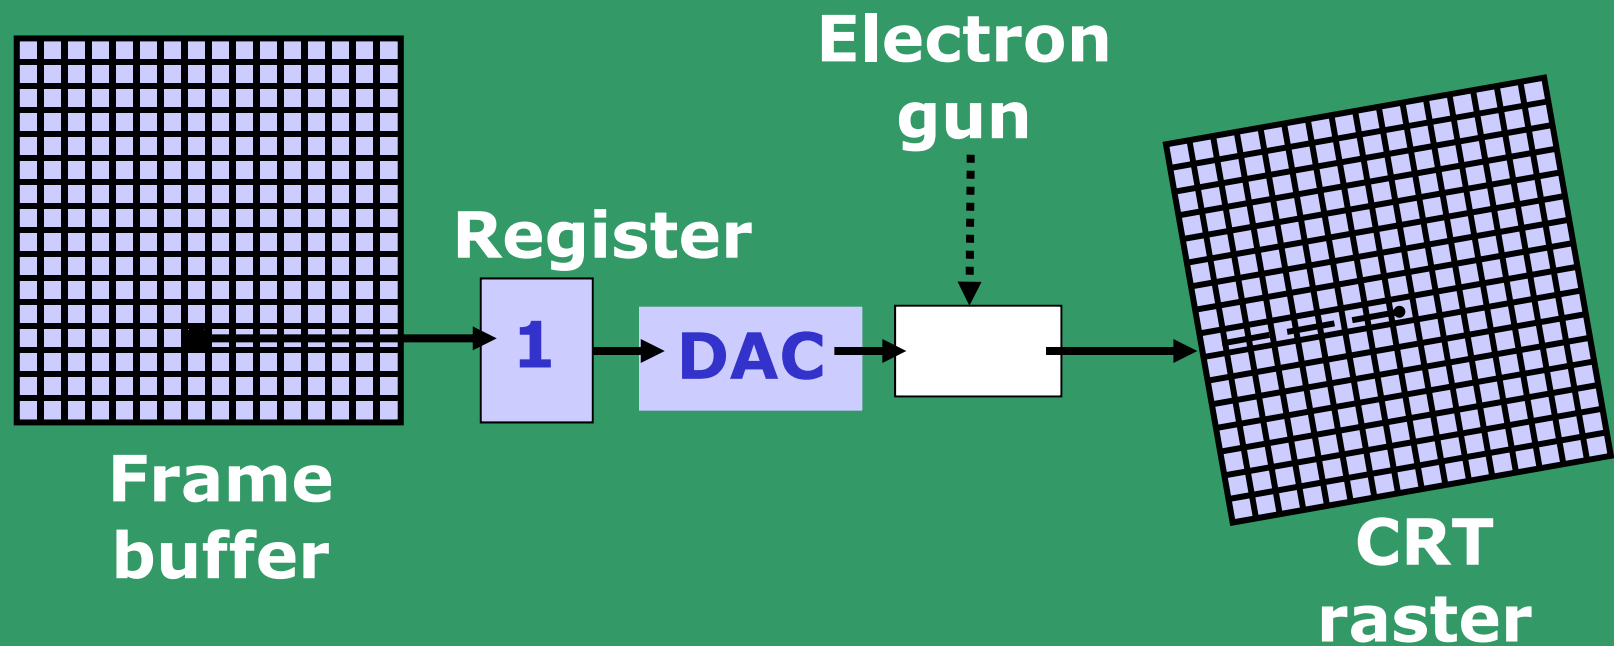 Electron
gun
Register
1
DAC
Frame
buffer
CRT
raster